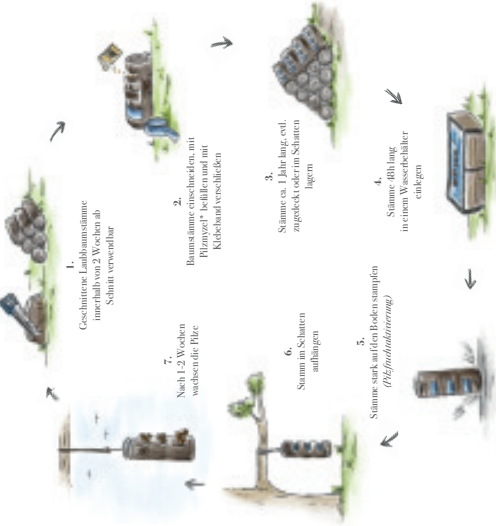 1.
Geschnittene Laubbaumstämme
innerhalb von 2 Wochen ab
Schnitt verwendbar
2.
Baumstämme einschneiden, mit
Pilzmyzel* befüllen und mit
Klebeband verschließen
3.
Stämme ca. 1 Jahr lang, evtl.
zugedeckt oder im Schatten
lagern
4.
Stämme 48h lang
in einem Wasserbehälter
einlegen
5.
Stämme stark auf den Boden stampfen
(Pilzfruchtaktivierung)
6.
Stamm im Schatten
aufhängen
7.
Nach 1-2 Wochen
wachsen die Pilze